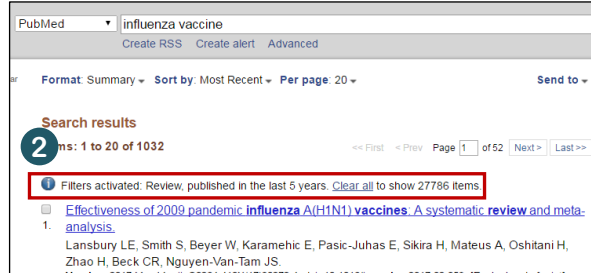 PubMed influenza vaccine
Create RSS Create alert Advanced
ar Format: Summary Sort by: Most Recent Per page: 20 Send to
Search results
2 ms: 1 to 20 of 1032 << First < Prev Page 1 of 52 Next > Last >>
Filters activated: Review, published in the last 5 years. Clear all to show 27786 items.
Effectiveness of 2009 pandemic influenza A(H1N1) vaccines: A systematic review and meta-
1. analysis.
Lansbury LE, Smith S, Beyer W, Karamehic E, Pasic-Juhas E, Sikira H, Mateus A, Oshitani H,
Zhao H, Beck CR, Nguyen-Van-Tam JS.